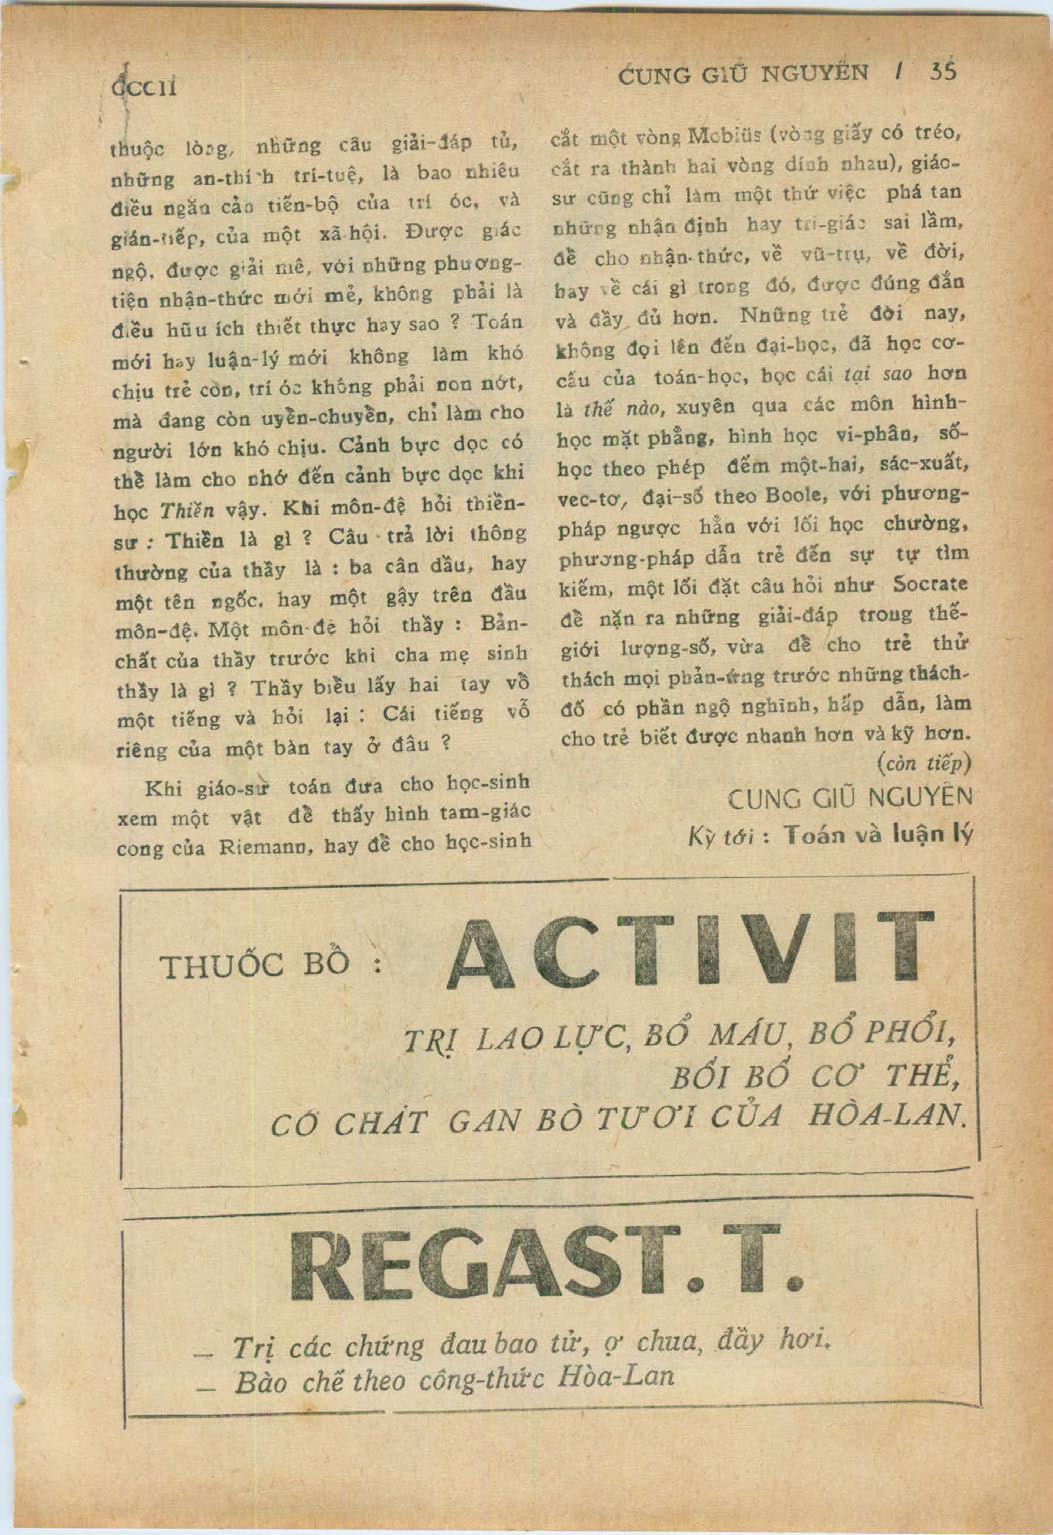 đccII
CUNG GIŨ NGUYÊN / 35
thuộc lòng, những câu giải-đáp tủ,
những an-thích trí-tuệ, là bao nhiêu
điều ngăn cản tiến-bộ của trí óc, và
gián-tiếp, của một xã-hội. Được giác
ngộ, được giải mê, với những phương-
tiện nhận-thức mới mẻ, không phải là
điều hữu ích thiết thực hay sao ? Toán
mới hay luận-lý mới không làm khó
chịu trẻ con, trí óc không phải non nớt,
mà đang còn uyển-chuyển, chỉ làm cho
người lớn khó chịu. Cảnh bực dọc có
thể làm cho nhớ đến cảnh bực dọc khi
học Thiền vậy. Khi môn-đệ hỏi thiền-
sư : Thiền là gì ? Câu trả lời thông
thường của thầy là : ba cân dầu, hay
một tên ngốc. hay một gậy trên đầu
môn-đệ. Một môn-đệ hỏi thầy : Bản-
chất của thầy trước khi cha mẹ sinh
thầy là gì ? Thầy biểu lấy hai tay vỗ
một tiếng và hỏi lại : Cái tiếng vỗ
riêng của một bàn tay ở đâu ?
Khi giáo-sư toán đưa cho học-sinh
xem một vật để thấy hình tam-giác
cong của Riemann, hay để cho học-sinh
cắt một vòng Mobiüs (vòng giấy có tréo,
cắt ra thành hai vòng dính nhau), giáo-
sư cũng chỉ làm một thứ việc phá tan
những nhận định hay tri-giác sai lầm,
để cho nhận-thức, về vũ-trụ, về đời,
hay về cái gì trong đó, được đúng đắn
và đầy đủ hơn. Những trẻ đời nay,
không đợi lên đến đại-học, đã học cơ-
cấu của toán-học, học cái tại sao hơn
là thế nào, xuyên qua các môn hình-
học mặt phẳng, hình học vi-phân, số-
học theo phép đếm một-hai, sác-xuất,
vec-tơ, đại-số theo Boole, với phương-
pháp ngược hẳn với lối học chường,
phương-pháp dẫn trẻ đến sự tự tìm
kiếm, một lối đặt câu hỏi như Socrate
để nặn ra những giải-đáp trong thế-
giới lượng-số, vừa để cho trẻ thử
thách mọi phản-ứng trước những thách-
đố có phần ngộ nghĩnh, hấp dẫn, làm
cho trẻ biết được nhanh hơn và kỹ hơn.
(còn tiếp)
CUNG GIŨ NGUYÊN
Kỳ tới : Toán và luận lý
THUỐC BỔ : ACTIVIT
TRỊ LAO LỰC, BỔ MÁU, BỔ PHỔI,
BỒI BỔ CƠ THỂ,
CÓ CHẤT GAN BÒ TƯƠI CỦA HÒA-LAN.
REGAST. T.
— Trị các chứng đau bao tử, ợ chua, đầy hơi.
— Bào chế theo công-thức Hòa-Lan